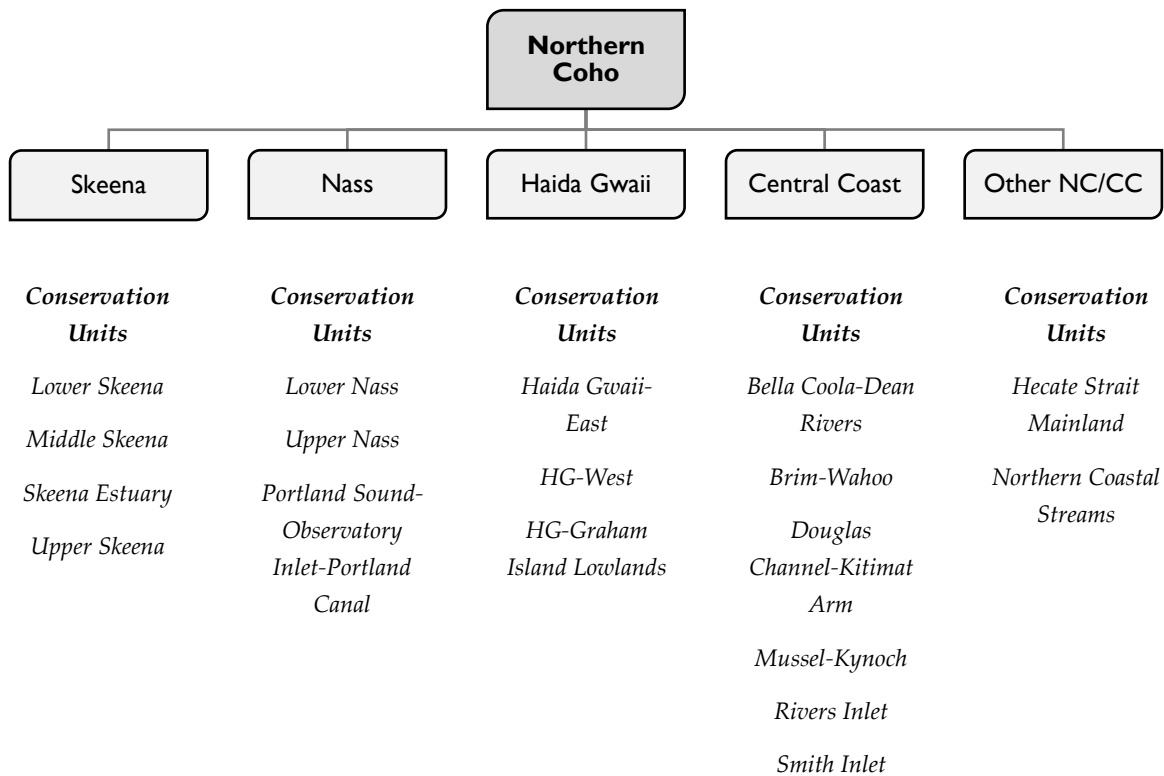 Northern
Coho
Skeena
Nass
Haida Gwaii
Central Coast
Other NC/CC
Conservation
Units
Lower Skeena
Middle Skeena
Skeena Estuary
Upper Skeena
Conservation
Units
Lower Nass
Upper Nass
Portland Sound-
Observatory
Inlet-Portland
Canal
Conservation
Units
Haida Gwaii-
East
HG-West
HG-Graham
Island Lowlands
Conservation
Units
Bella Coola-Dean
Rivers
Brim-Wahoo
Douglas
Channel-Kitimat
Arm
Mussel-Kynoch
Rivers Inlet
Smith Inlet
Conservation
Units
Hecate Strait
Mainland
Northern Coastal
Streams